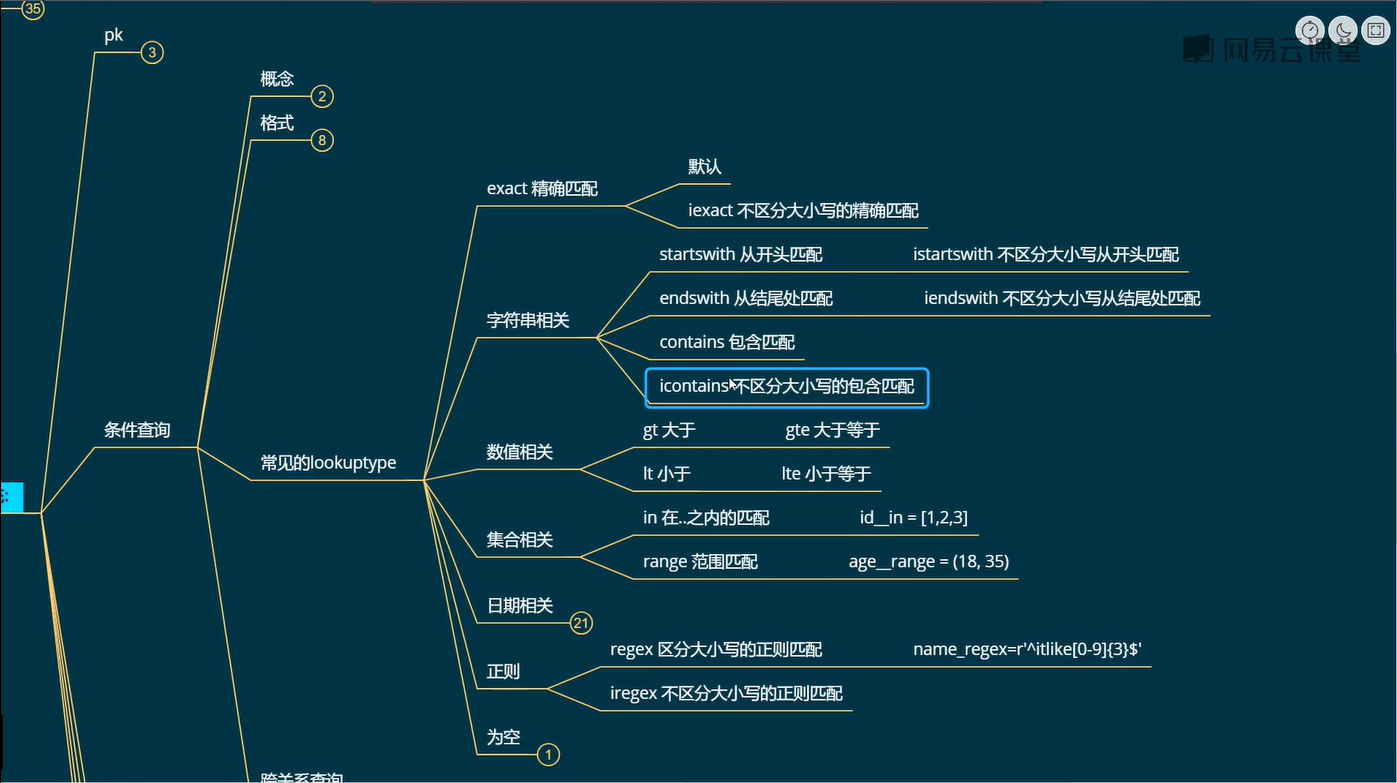 35
pk
3
网易云课堂
概念
2
格式
8
默认
exact 精确匹配
iexact 不区分大小写的精确匹配
startswith 从开头匹配 istartswith 不区分大小写从开头匹配
endswith 从结尾处匹配 iendswith 不区分大小写从结尾处匹配
字符串相关
contains 包含匹配
icontains 不区分大小写的包含匹配
条件查询
gt 大于 gte 大于等于
数值相关
常见的lookuptype
lt 小于 lte 小于等于
in 在..之内的匹配 id__in = [1,2,3]
集合相关
range 范围匹配 age__range = (18, 35)
日期相关
21
regex 区分大小写的正则匹配 name_regex=r'^itlike[0-9]{3}$'
正则
iregex 不区分大小写的正则匹配
为空
1
跨关系查询